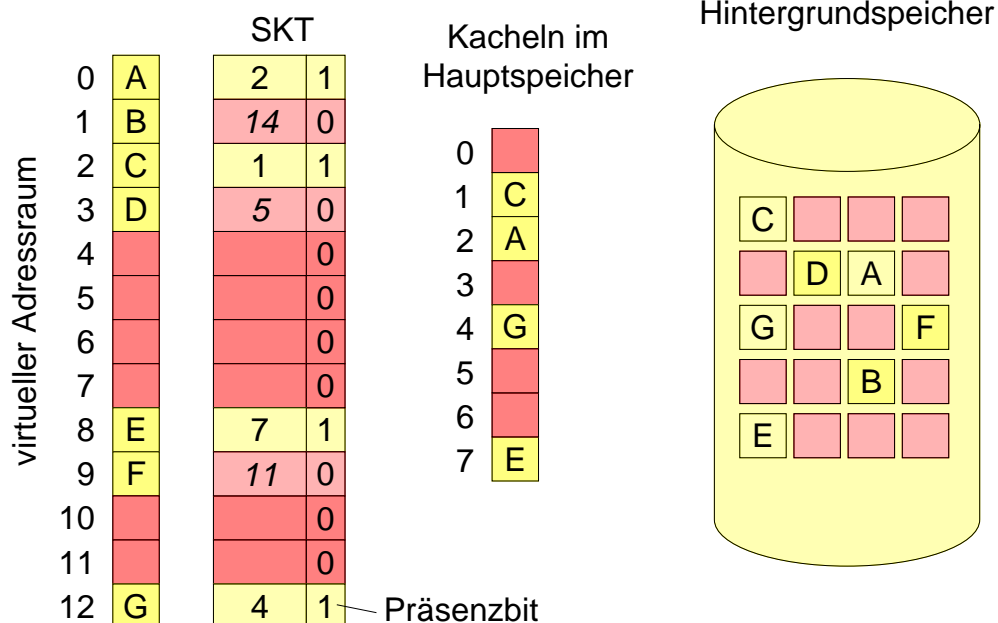 Hintergrundspeicher
SKT
Kacheln im
Hauptspeicher
virtueller Adressraum
0 A 2 1
1 B 14 0
2 C 1 1
3 D 5 0
4 0
5 0
6 0
7 0
8 E 7 1
9 F 11 0
10 0
11 0
12 G 4 1
Präsenzbit
0
1 C
2 A
3
4 G
5
6
7 E
C
D A
G F
B
E